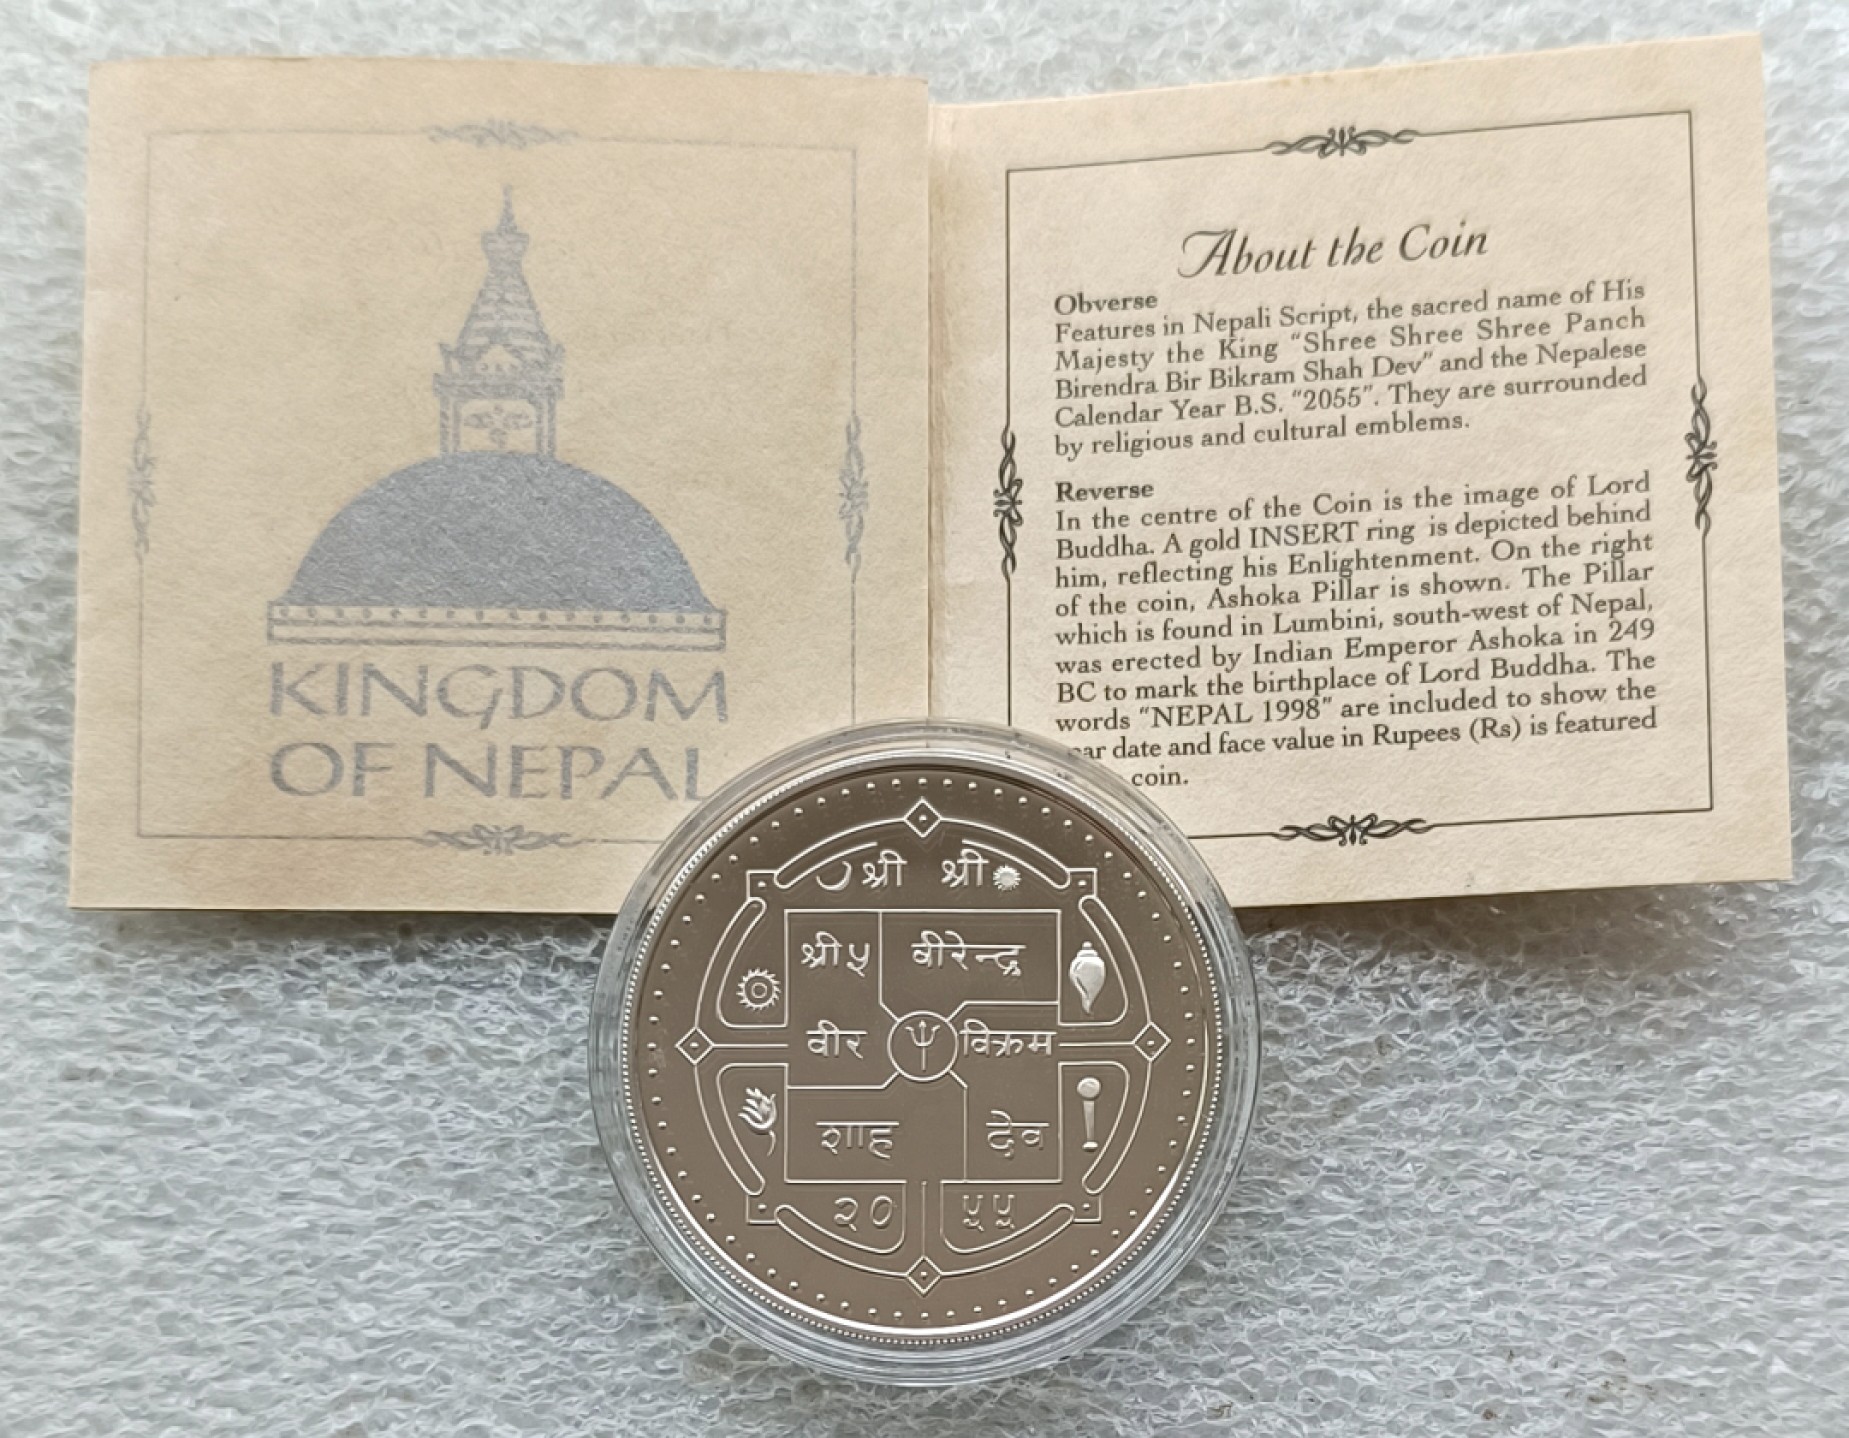 KINGDOM
OF NEPAL
About the Coin
Obverse
Features in Nepali Script, the sacred name of His
Majesty the King “Shree Shree Shree Panch
Birendra Bir Bikram Shah Dev” and the Nepalese
Calendar Year B.S. “2055”. They are surrounded
by religious and cultural emblems.
Reverse
In the centre of the Coin is the image of Lord
Buddha. A gold INSERT ring is depicted behind
him, reflecting his Enlightenment. On the right
of the coin, Ashoka Pillar is shown. The Pillar
which is found in Lumbini, south-west of Nepal,
was erected by Indian Emperor Ashoka in 249
BC to mark the birthplace of Lord Buddha. The
words “NEPAL 1998” are included to show the
date and face value in Rupees (Rs) is featured
coin.
श्री श्री
श्री ५ वीरेन्द्र
वीर विक्रम
शाह देव
२० ५५